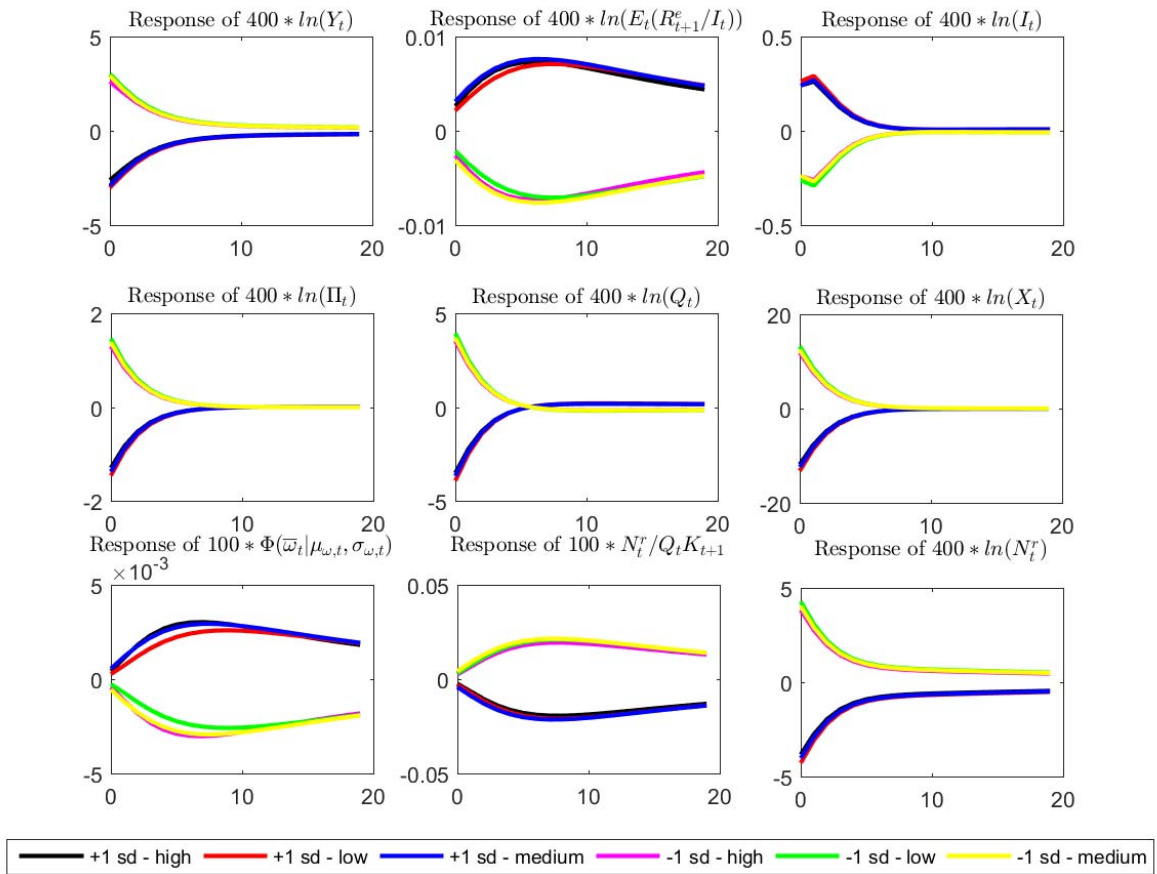 Response of 400 * ln(Y_t)
Response of 400 * ln(E_t(R^e_{t+1}/I_t))
Response of 400 * ln(I_t)
5
0
-5
0 10 20
0.01
0
-0.01
0 10 20
0.5
0
-0.5
0 10 20
Response of 400 * ln(Π_t)
Response of 400 * ln(Q_t)
Response of 400 * ln(X_t)
2
0
-2
0 10 20
5
0
-5
0 10 20
20
0
-20
0 10 20
Response of 100 * Φ(ω̅_t|μ_{ω,t}, σ_{ω,t})
Response of 100 * N^r_t/Q_tK_{t+1}
Response of 400 * ln(N^r_t)
×10^{-3}
5
0
-5
0 10 20
0.05
0
-0.05
0 10 20
5
0
-5
0 10 20
+1 sd - high +1 sd - low +1 sd - medium -1 sd - high -1 sd - low -1 sd - medium